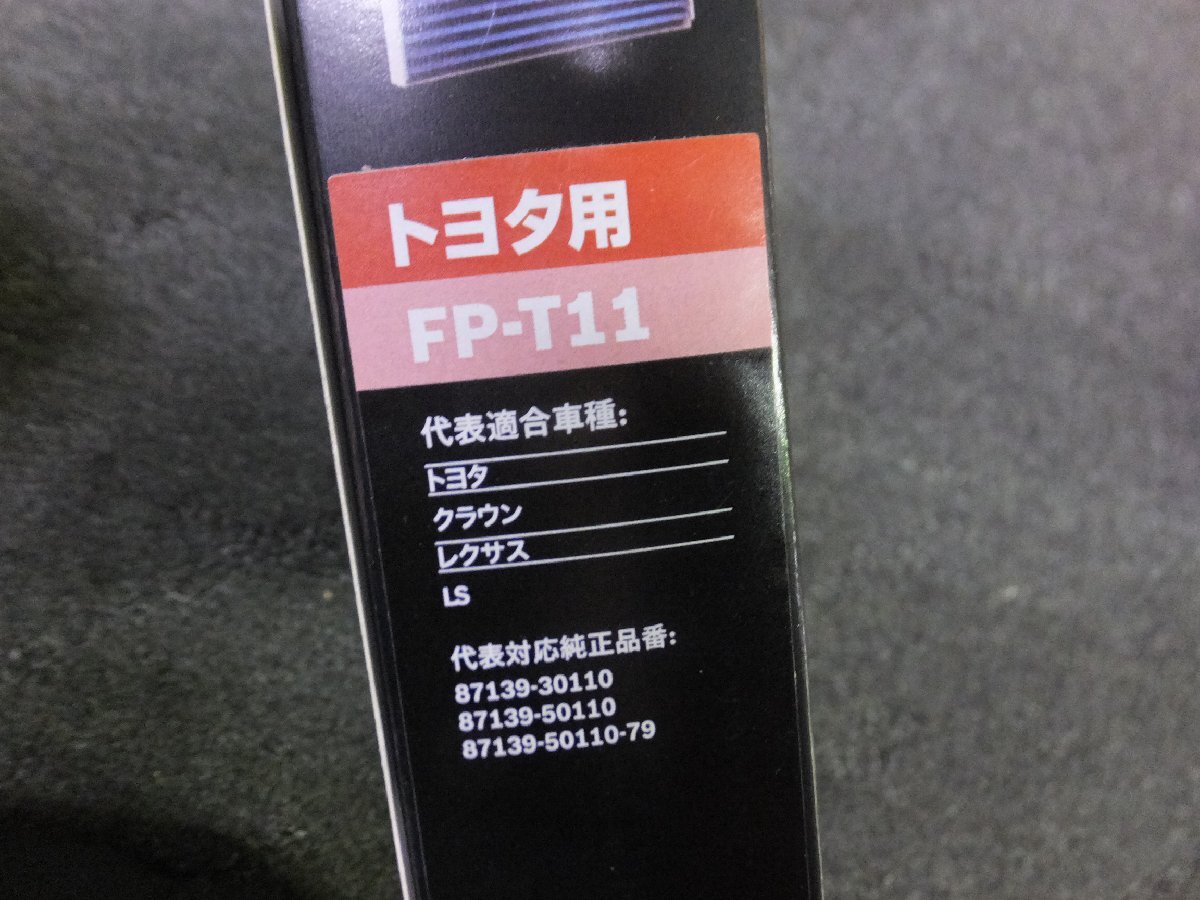 トヨタ用
FP-T11
代表適合車種:
トヨタ
クラウン
レクサス
LS
代表対応純正品番:
87139-30110
87139-50110
87139-50110-79